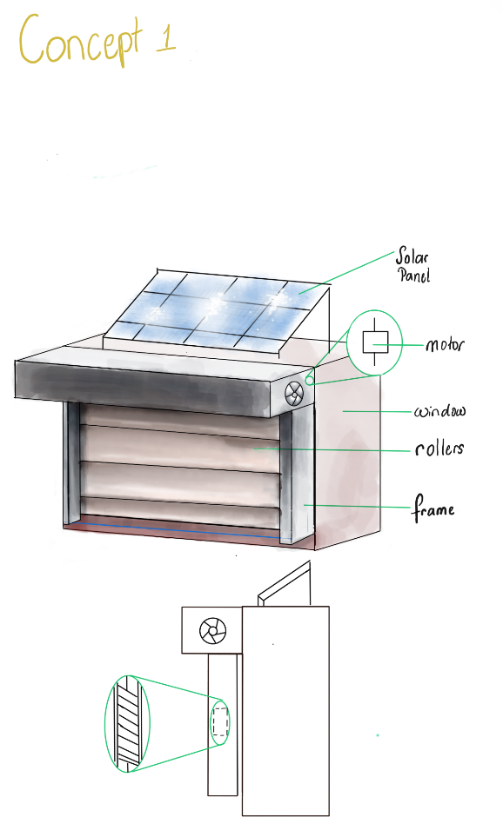 Concept 1
Solar
Panel
motor
window
rollers
frame